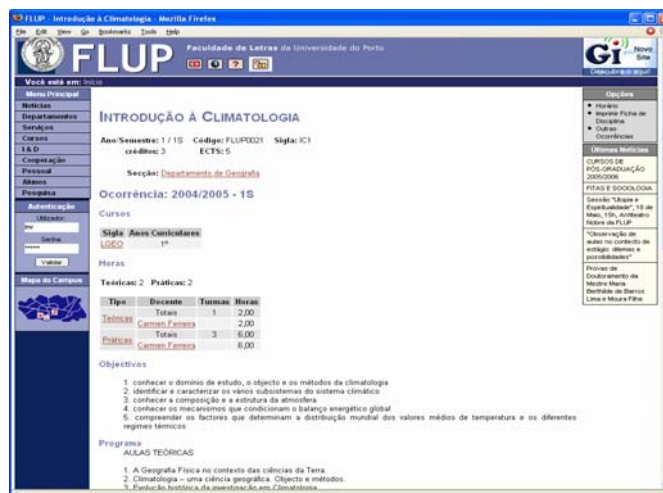 FLUP - Introdução à Climatologia - Mozilla Firefox
File Edit View Go Bookmarks Tools Help
FLUP
Faculdade de Letras da Universidade do Porto
Gi
Novo
Site
Descubra-o aqui!
Você está em: Início
Menu Principal
Notícias
Departamentos
Serviços
Cursos
I & D
Cooperação
Pessoal
Alunos
Pesquisa
Autenticação
Utilizador:
Senha:
Validar
Mapa do Campus
INTRODUÇÃO À CLIMATOLOGIA
Ano/Semestre: 1 / 1S Código: FLUP0021 Sigla: IC1
créditos: 3 ECTS: 5
Secção: Departamento de Geografia
Ocorrência: 2004/2005 - 1S
Cursos
Sigla Anos Curriculares
LGEO 1º
Horas
Teóricas: 2 Práticas: 2
Tipo Docente Turmas Horas
Teóricas Totais 1 2,00
Carmen Ferreira 2,00
Práticas Totais 3 6,00
Carmen Ferreira 6,00
Objectivos
1. conhecer o domínio de estudo, o objecto e os métodos da climatologia
2. identificar e caracterizar os vários subsistemas do sistema climático
3. conhecer a composição e a estrutura da atmosfera
4. conhecer os mecanismos que condicionam o balanço energético global
5. compreender os factores que determinam a distribuição mundial dos valores médios de temperatura e os diferentes
regimes térmicos
Programa
AULAS TEÓRICAS
1. A Geografia Física no contexto das ciências da Terra.
2. Climatologia – uma ciência geográfica. Objecto e métodos.
3. Evolução histórica da investigação em Climatologia
Opções
Horário
Imprimir Ficha de
Disciplina
Outras
Ocorrências
Últimas Notícias
CURSOS DE
PÓS-GRADUAÇÃO
2005/2006
FITAS E SOCIOLOGIA
Sessão "Utopia e
Espiritualidade", 18 de
Maio, 15h, Anfiteatro
Nobre da FLUP
"Observação de
aulas no contexto de
estágio: dilemas e
possibilidades"
Provas de
Doutoramento da
Mestre Maria
Berthilde de Barros
Lima e Moura Filha